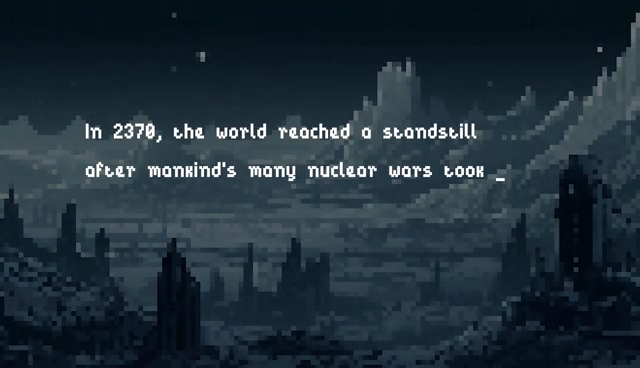 In 2370, the world reached a standstill
after mankind's many nuclear wars took _